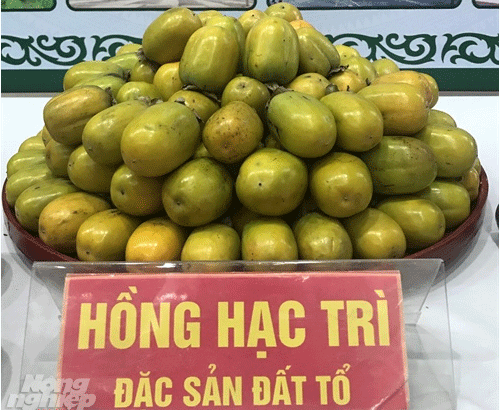 HỒNG HẠC TRÌ
ĐẶC SẢN ĐẤT TỔ
Nông
nghiệp